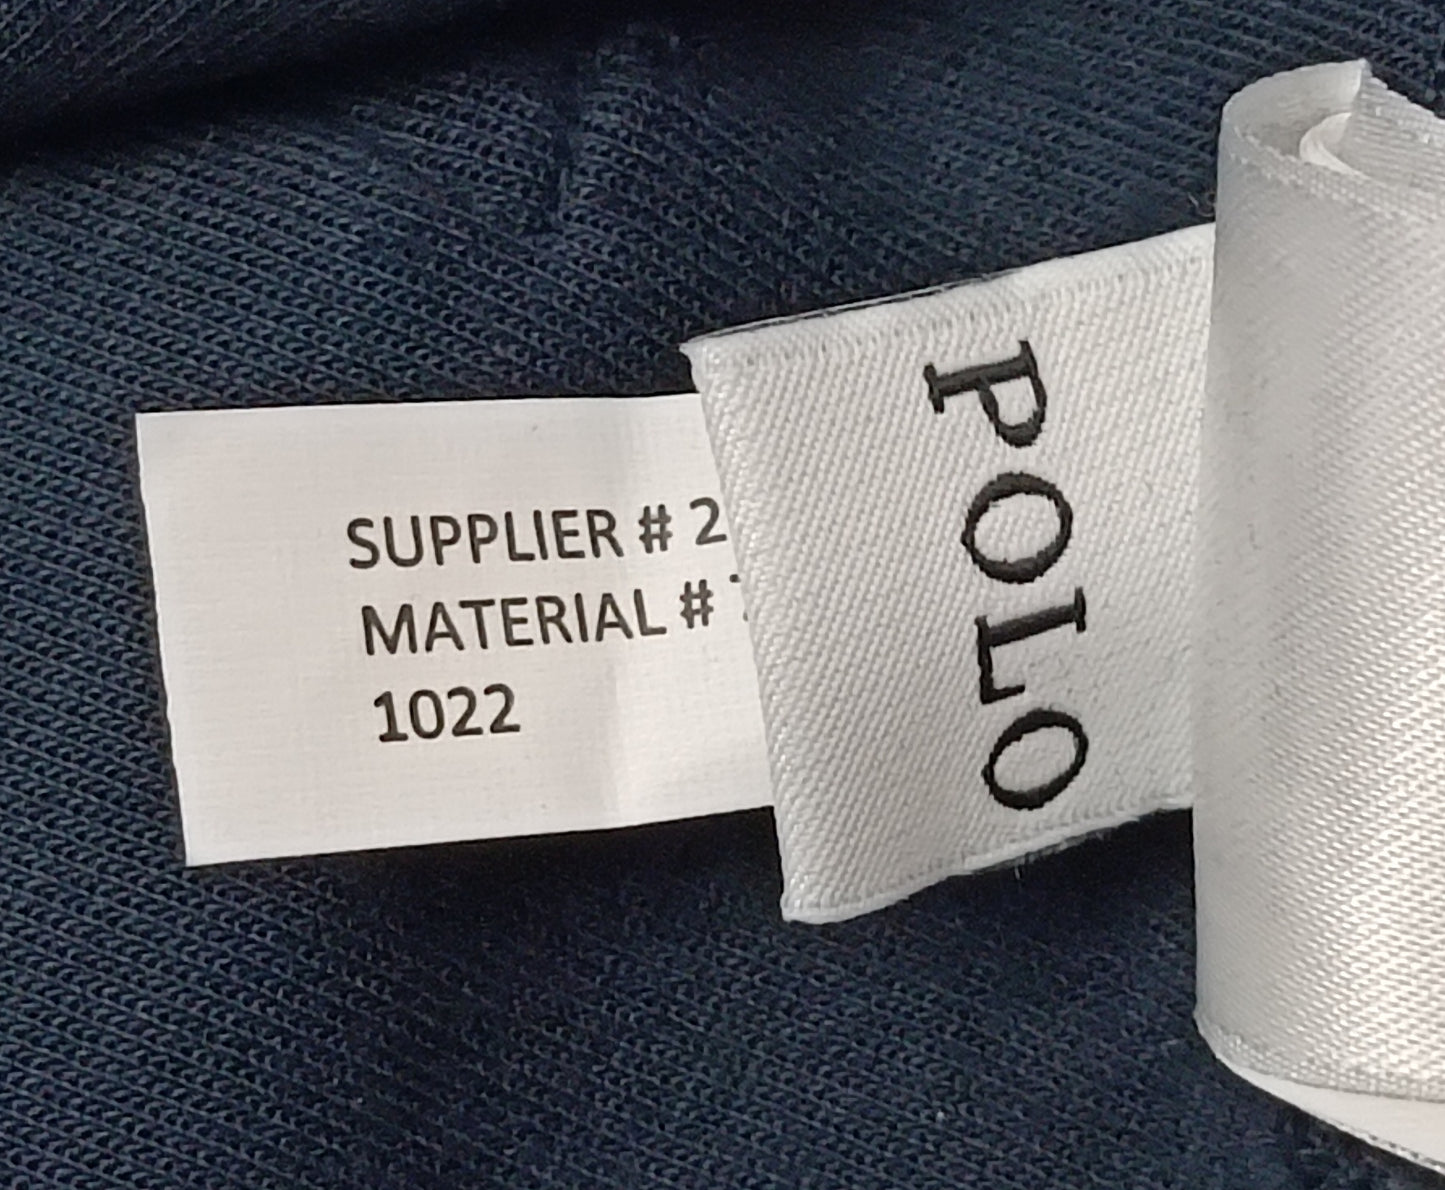 SUPPLIER # 2
MATERIAL #
1022
POLO